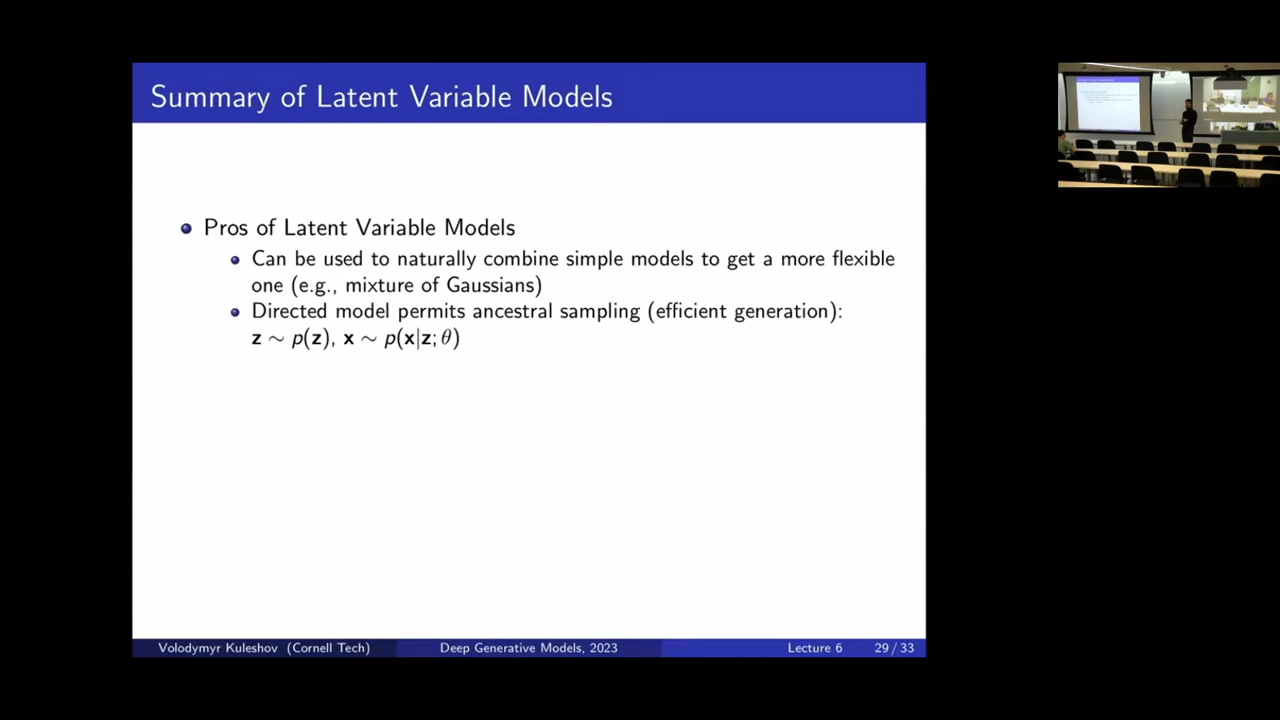 Summary of Latent Variable Models
Pros of Latent Variable Models
Can be used to naturally combine simple models to get a more flexible
one (e.g., mixture of Gaussians)
Directed model permits ancestral sampling (efficient generation):
z ∼ p(z), x ∼ p(x|z; θ)
Volodymyr Kuleshov (Cornell Tech)
Deep Generative Models, 2023
Lecture 6
29 / 33